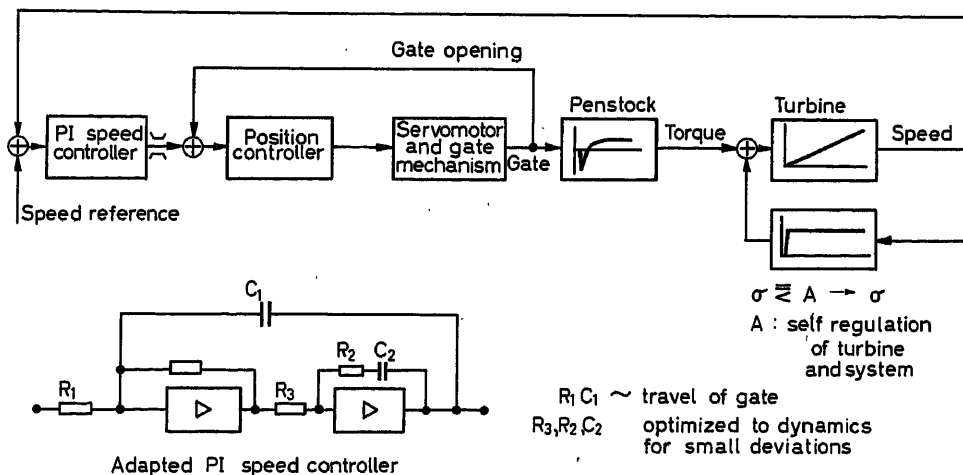 Gate opening
PI speed
controller
Position
controller
Servomotor
and gate
mechanism
Gate
Penstock
Torque
Turbine
Speed
Speed reference
A → σ
A : self regulation
of turbine
and system
C₁
R₁
R₃
R₂
C₂
R₁ C₁ ~ travel of gate
R₃,R₂,C₂ optimized to dynamics
for small deviations
Adapted PI speed controller